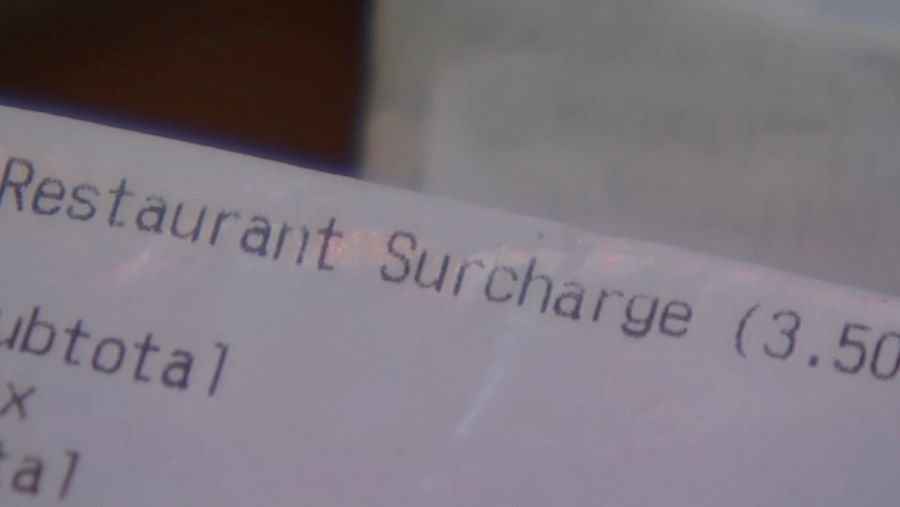 Restaurant Surcharge (3.50
ubtotal
x
tal